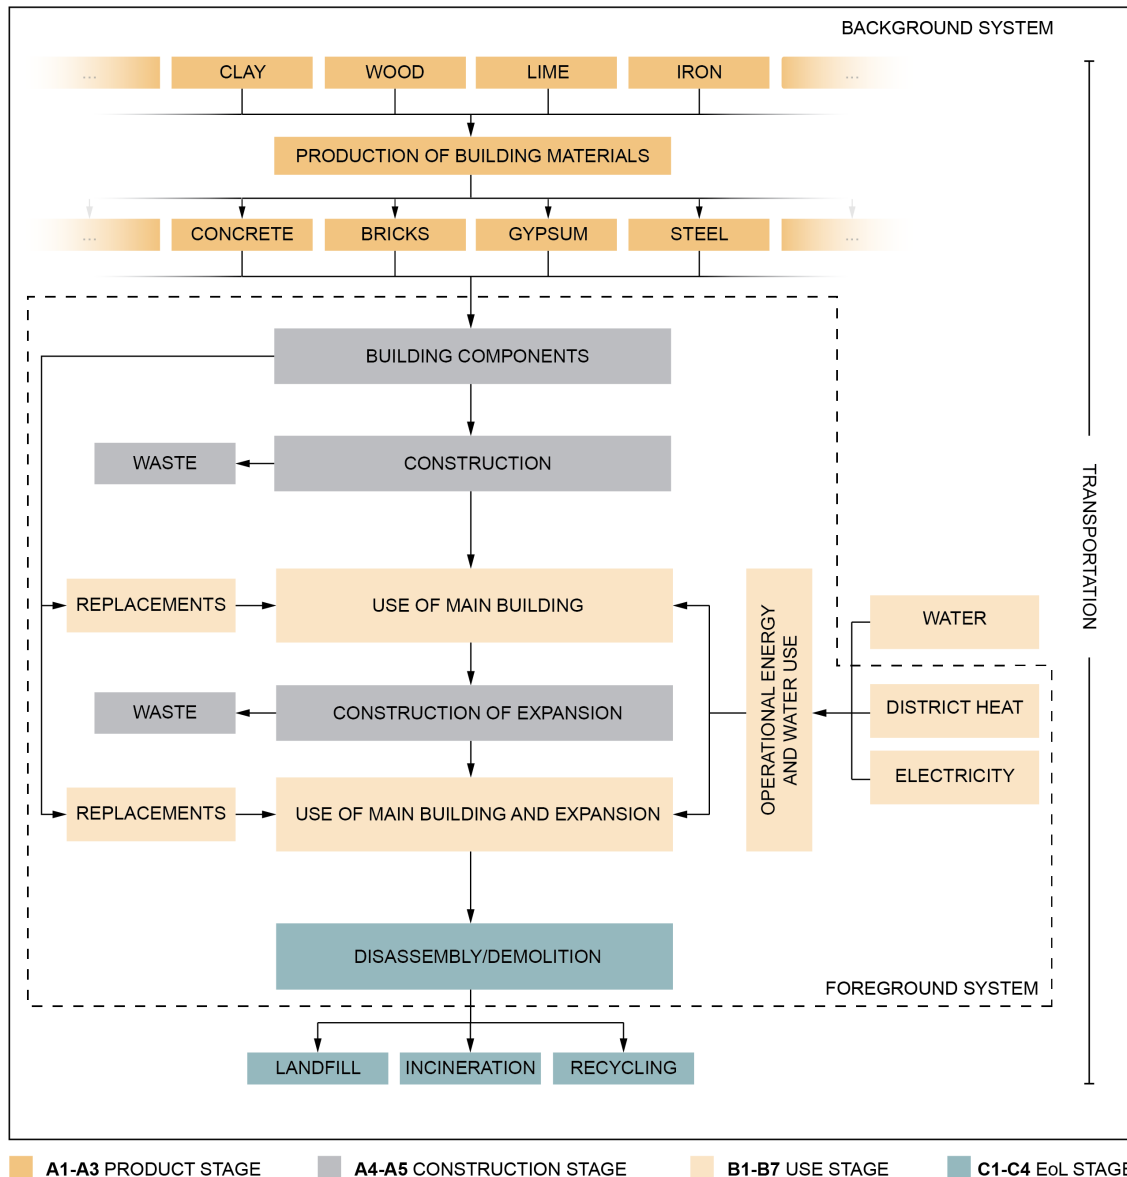 BACKGROUND SYSTEM
... CLAY WOOD LIME IRON ...
PRODUCTION OF BUILDING MATERIALS
... CONCRETE BRICKS GYPSUM STEEL ...
BUILDING COMPONENTS
WASTE CONSTRUCTION
TRANSPORTATION
REPLACEMENTS USE OF MAIN BUILDING
OPERATIONAL ENERGY
AND WATER USE
WATER
WASTE CONSTRUCTION OF EXPANSION
DISTRICT HEAT
ELECTRICITY
REPLACEMENTS USE OF MAIN BUILDING AND EXPANSION
DISASSEMBLY/DEMOLITION
FOREGROUND SYSTEM
LANDFILL INCINERATION RECYCLING
A1-A3 PRODUCT STAGE A4-A5 CONSTRUCTION STAGE B1-B7 USE STAGE C1-C4 EoL STAGE